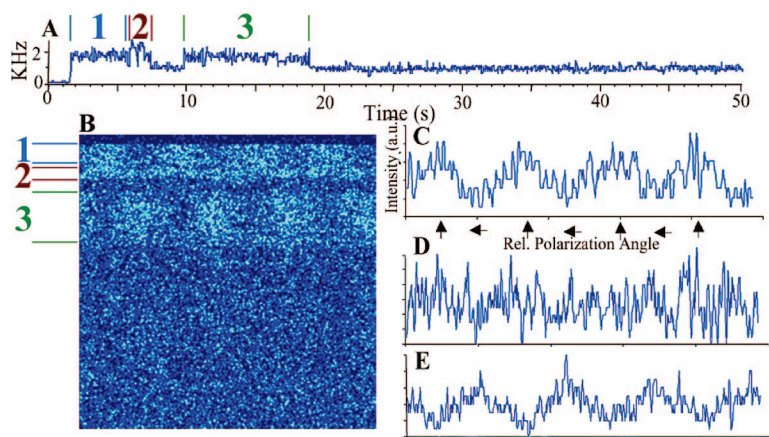 A 1 2 3
KHz
2
0
0 10 20 30 40 50
Time (s)
B
1
2
3
C
Intensity (a.u.)
Rel. Polarization Angle
D
E